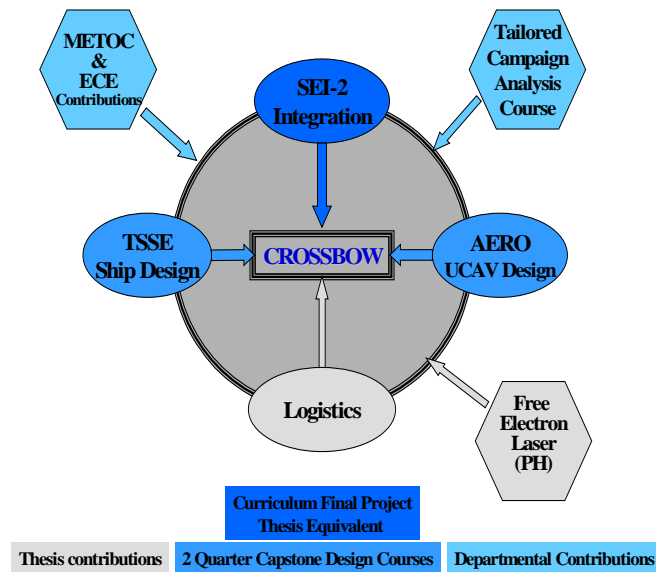 METOC
&
ECE
Contributions
Tailored
Campaign
Analysis
Course
SEI-2
Integration
TSSE
Ship Design
CROSSBOW
AERO
UCAV Design
Logistics
Free
Electron
Laser
(PH)
Curriculum Final Project
Thesis Equivalent
Thesis contributions
2 Quarter Capstone Design Courses
Departmental Contributions